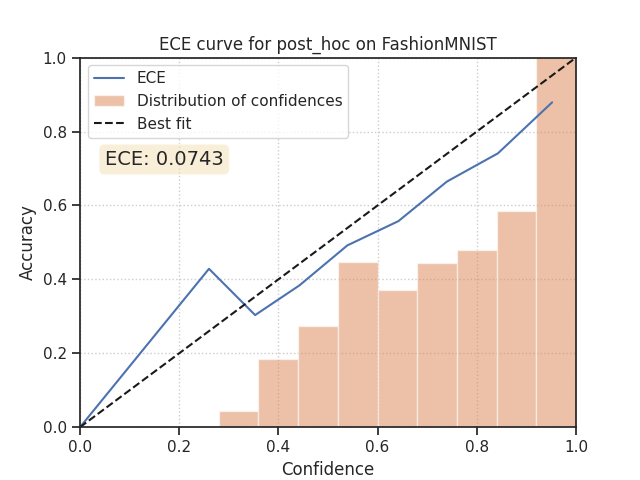 ECE curve for post_hoc on FashionMNIST
ECE
Distribution of confidences
Best fit
ECE: 0.0743
Accuracy
1.0
0.8
0.6
0.4
0.2
0.0
0.0 0.2 0.4 0.6 0.8 1.0
Confidence